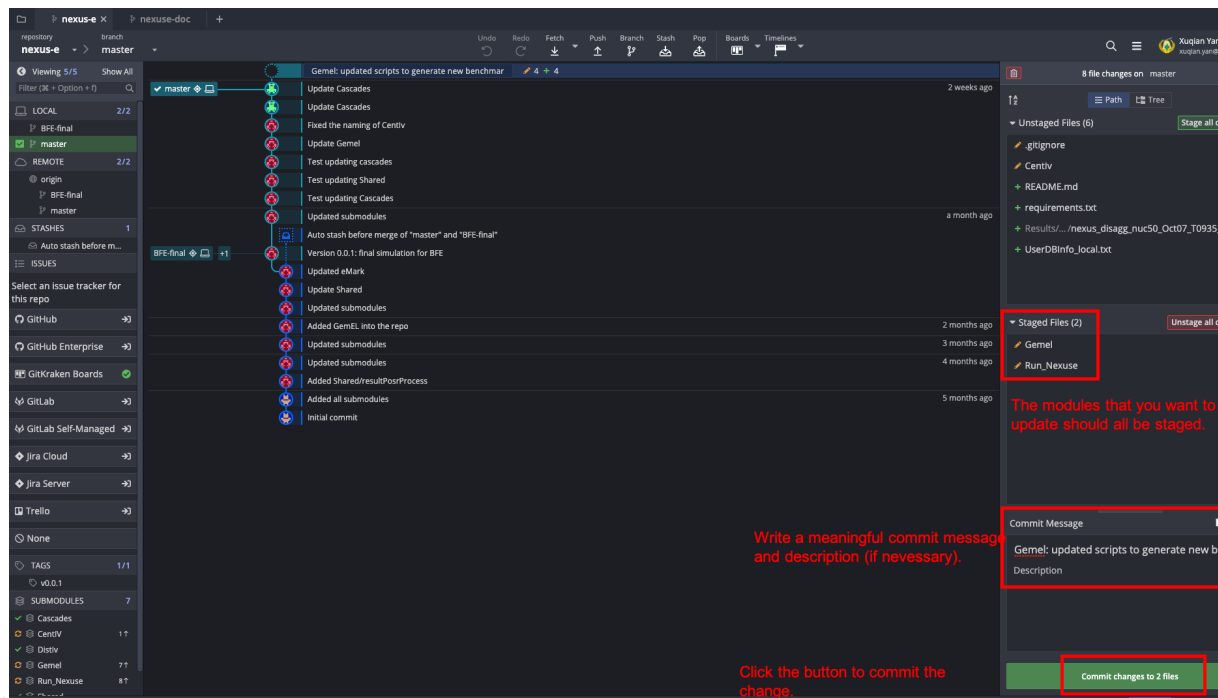 nexus-e ×
nexuse-doc
+
repository
branch
nexus-e
master
Undo
Redo
Fetch
Push
Branch
Stash
Pop
Boards
Timelines
Xuqian Yan
Viewing 5/5
Show All
Filter (⌘ + Option + f)
LOCAL 2/2
BFE-final
master
REMOTE 2/2
origin
BFE-final
master
STASHES 1
Auto stash before m...
ISSUES
Select an issue tracker for
this repo
GitHub
GitHub Enterprise
GitKraken Boards
GitLab
GitLab Self-Managed
Jira Cloud
Jira Server
Trello
None
TAGS 1/1
v0.0.1
SUBMODULES 7
Cascades
CentIV 1↑
DistIv
Gemel 7↑
Run_Nexuse 8↑
Gemel: updated scripts to generate new benchmar 4 + 4
master
Update Cascades 2 weeks ago
Update Cascades
Fixed the naming of CentIv
Update Gemel
Test updating cascades
Test updating Shared
Test updating Cascades
Updated submodules a month ago
Auto stash before merge of "master" and "BFE-final"
BFE-final +1
Version 0.0.1: final simulation for BFE
Updated eMark
Update Shared
Updated submodules
Added GemEL into the repo 2 months ago
Updated submodules 3 months ago
Updated submodules 4 months ago
Added Shared/resultPosrProcess
Added all submodules 5 months ago
Initial commit
8 file changes on master
Path
Tree
Unstaged Files (6)
Stage all c
.gitignore
CentIv
+ README.md
+ requirements.txt
+ Results/... /nexus_disagg_nuc50_Oct07_T0935_
+ UserDBInfo_local.txt
Staged Files (2)
Unstage all c
Gemel
Run_Nexuse
The modules that you want to
update should all be staged.
Write a meaningful commit message
and description (if nevessary).
Commit Message
Gemel: updated scripts to generate new b
Description
Click the button to commit the
change.
Commit changes to 2 files